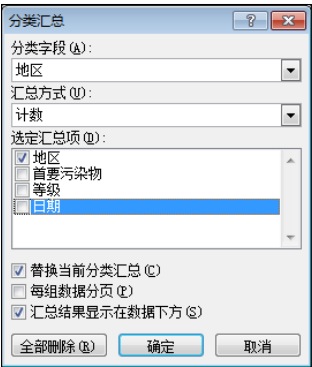 分类汇总
分类字段(A):
地区
汇总方式(U):
计数
选定汇总项(D):
地区
首要污染物
等级
日期
替换当前分类汇总(C)
每组数据分页(P)
汇总结果显示在数据下方(S)
全部删除(R) 确定 取消